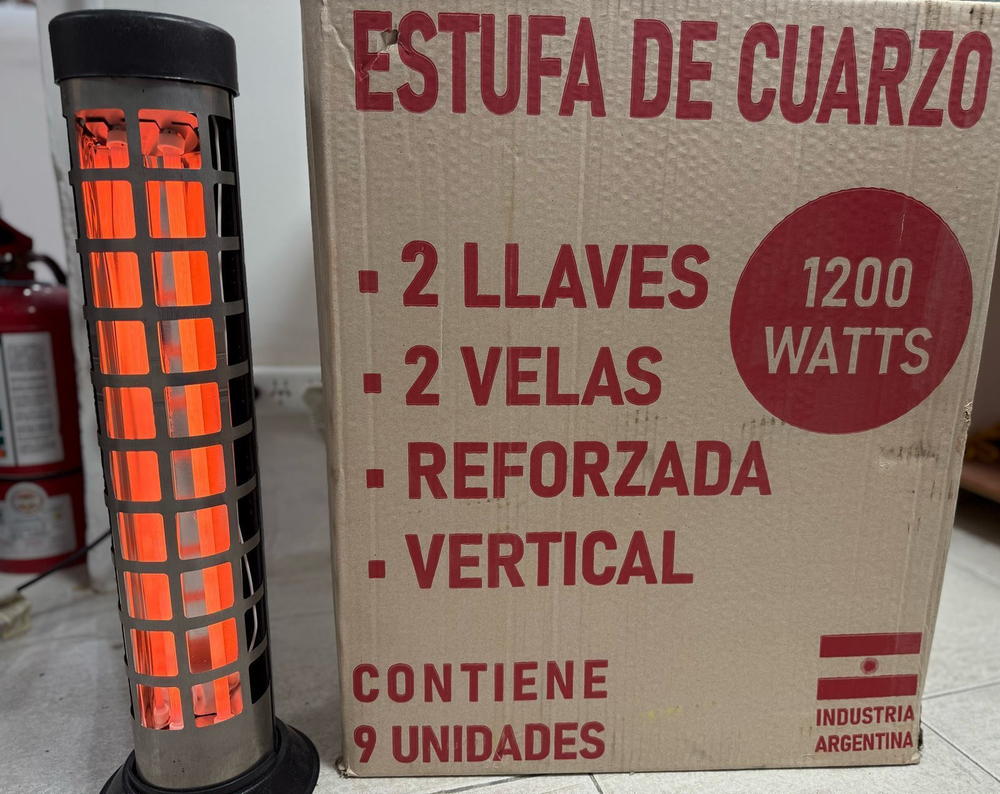 ESTUFA DE CUARZO
· 2 LLAVES
· 2 VELAS
· REFORZADA
· VERTICAL
1200
WATTS
CONTIENE
9 UNIDADES
INDUSTRIA
ARGENTINA